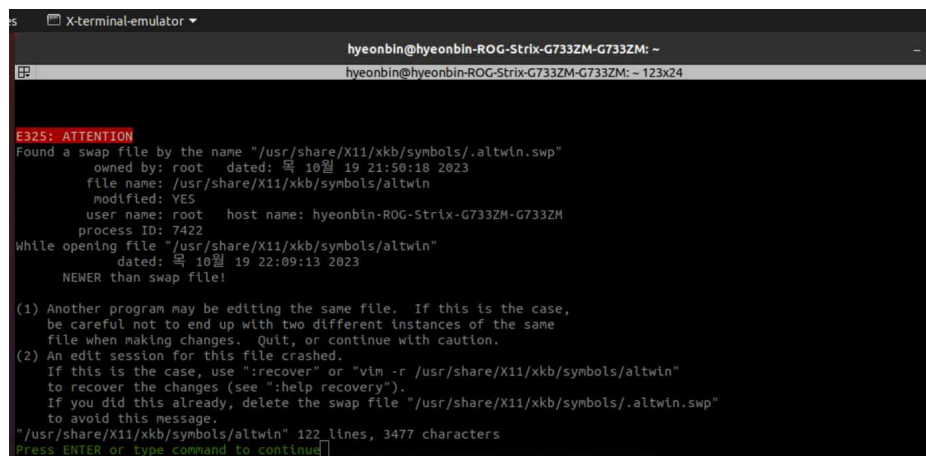 es X-terminal-emulator
hyeonbin@hyeonbin-ROG-Strix-G733ZM-G733ZM: ~
hyeonbin@hyeonbin-ROG-Strix-G733ZM-G733ZM: ~ 123x24
E325: ATTENTION
Found a swap file by the name "/usr/share/X11/xkb/symbols/.altwin.swp"
owned by: root   dated: 목 10월 19 21:50:18 2023
file name: /usr/share/X11/xkb/symbols/altwin
modified: YES
user name: root   host name: hyeonbin-ROG-Strix-G733ZM-G733ZM
process ID: 7422
While opening file "/usr/share/X11/xkb/symbols/altwin"
dated: 목 10월 19 22:09:13 2023
NEWER than swap file!
(1) Another program may be editing the same file.  If this is the case,
be careful not to end up with two different instances of the same
file when making changes.  Quit, or continue with caution.
(2) An edit session for this file crashed.
If this is the case, use ":recover" or "vim -r /usr/share/X11/xkb/symbols/altwin"
to recover the changes (see ":help recovery").
If you did this already, delete the swap file "/usr/share/X11/xkb/symbols/.altwin.swp"
to avoid this message.
"/usr/share/X11/xkb/symbols/altwin" 122 lines, 3477 characters
Press ENTER or type command to continue